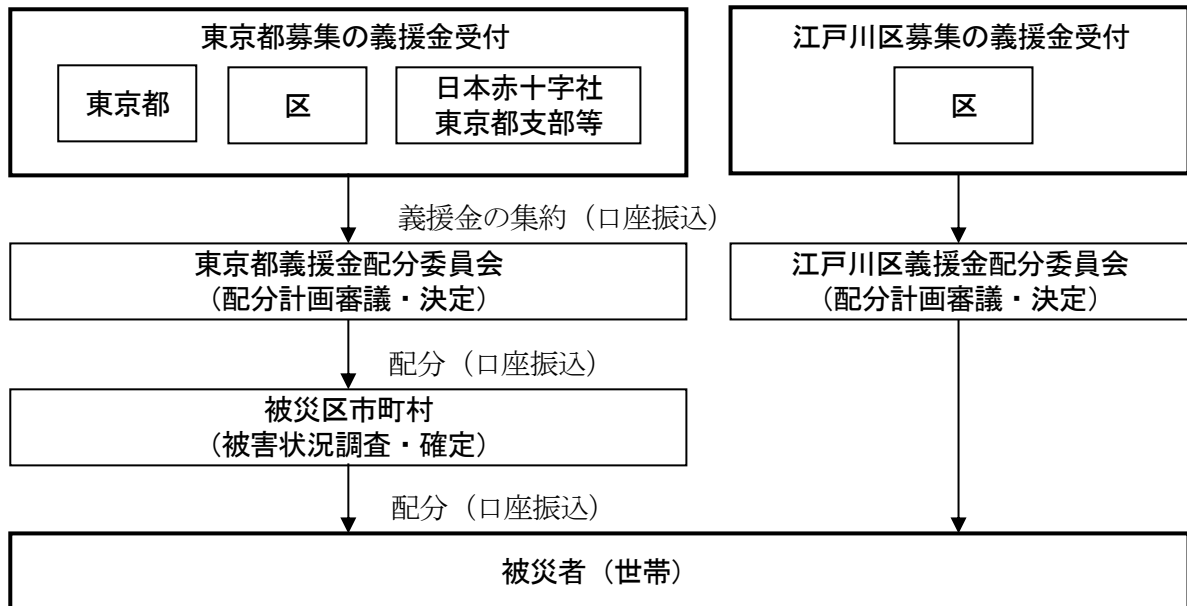 東京都募集の義援金受付
東京都
区
日本赤十字社
東京都支部等
江戸川区募集の義援金受付
区
義援金の集約（口座振込）
東京都義援金配分委員会
（配分計画審議・決定）
江戸川区義援金配分委員会
（配分計画審議・決定）
配分（口座振込）
被災区市町村
（被害状況調査・確定）
配分（口座振込）
被災者（世帯）